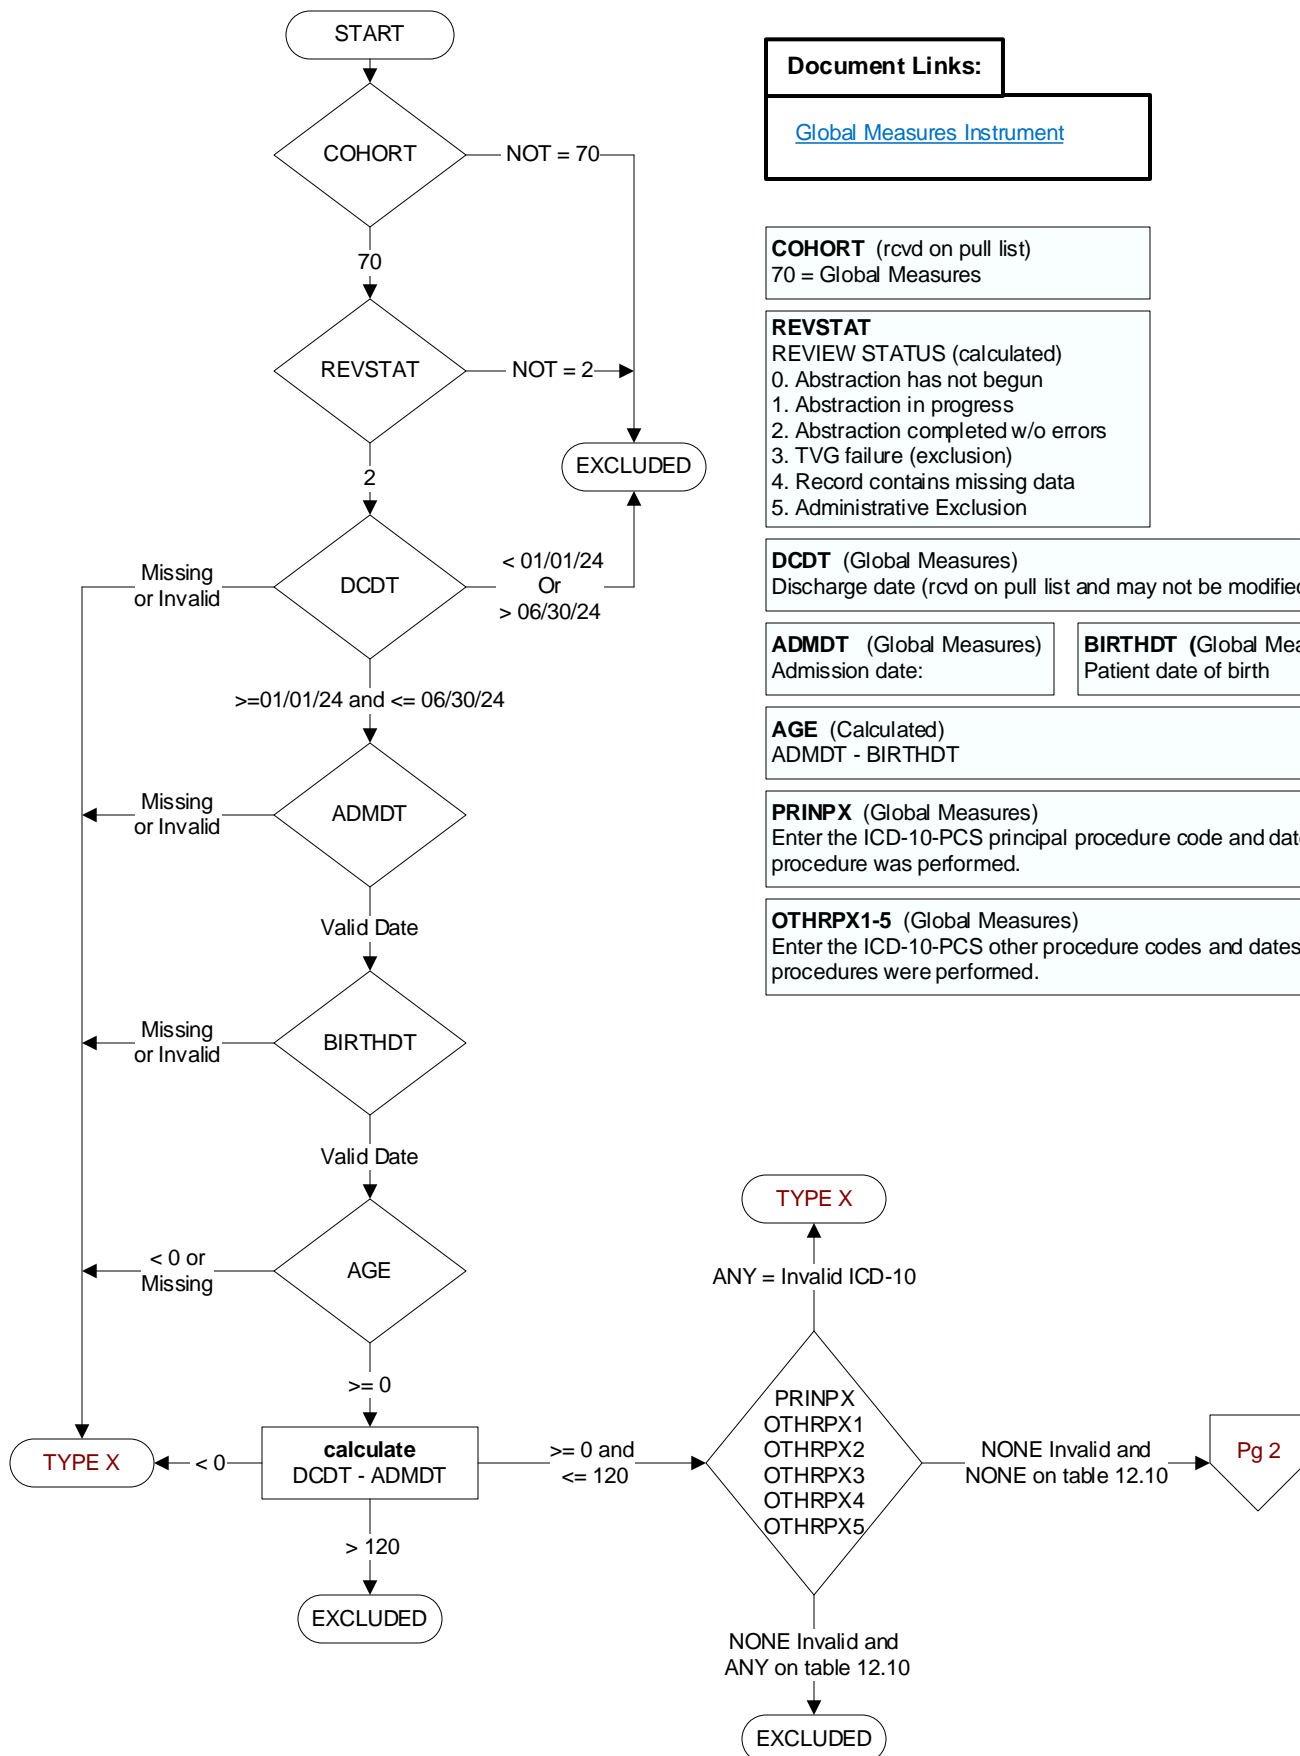 START
COHORT
NOT = 70
70
REVSTAT
NOT = 2
2
EXCLUDED
DCDT
Missing
or Invalid
< 01/01/24
Or
> 06/30/24
>=01/01/24 and <= 06/30/24
ADMDT
Missing
or Invalid
Valid Date
BIRTHDT
Missing
or Invalid
Valid Date
AGE
< 0 or
Missing
>= 0
calculate
DCDT - ADMDT
< 0
TYPE X
> 120
EXCLUDED
>= 0 and
<= 120
PRINPX
OTHRPX1
OTHRPX2
OTHRPX3
OTHRPX4
OTHRPX5
ANY = Invalid ICD-10
TYPE X
NONE Invalid and
NONE on table 12.10
Pg 2
NONE Invalid and
ANY on table 12.10
EXCLUDED
Document Links:
Global Measures Instrument
COHORT (rcvd on pull list)
70 = Global Measures
REVSTAT
REVIEW STATUS (calculated)
0. Abstraction has not begun
1. Abstraction in progress
2. Abstraction completed w/o errors
3. TVG failure (exclusion)
4. Record contains missing data
5. Administrative Exclusion
DCDT (Global Measures)
Discharge date (rcvd on pull list and may not be modified
ADMDT (Global Measures)
Admission date:
BIRTHDT (Global Mea
Patient date of birth
AGE (Calculated)
ADMDT - BIRTHDT
PRINPX (Global Measures)
Enter the ICD-10-PCS principal procedure code and date
procedure was performed.
OTHRPX1-5 (Global Measures)
Enter the ICD-10-PCS other procedure codes and dates
procedures were performed.